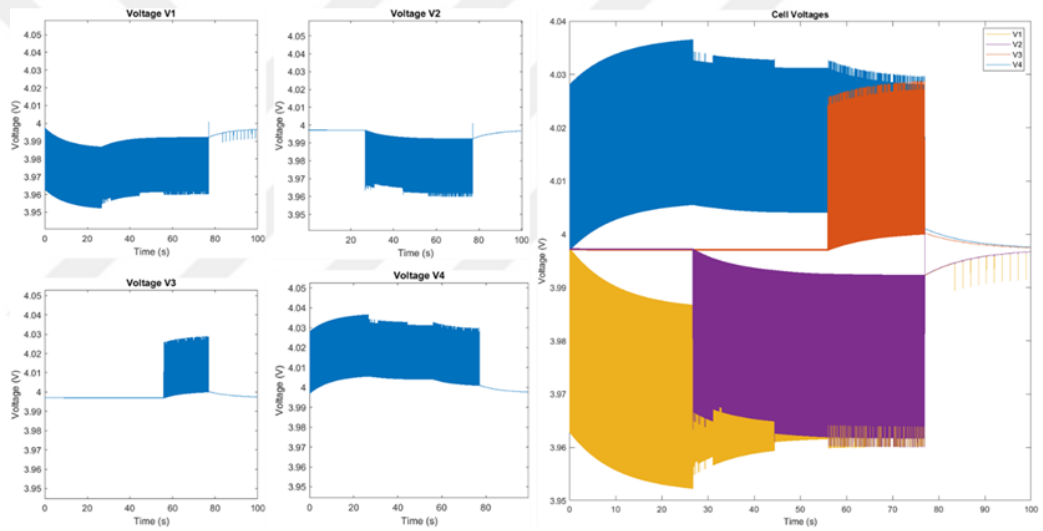 Voltage V1
4.05
4.04
4.03
4.02
4.01
4
3.99
3.98
3.97
3.96
3.95
Voltage (V)
0 20 40 60 80 100
Time (s)
Voltage V2
4.05
4.04
4.03
4.02
4.01
4
3.99
3.98
3.97
3.96
3.95
Voltage (V)
0 20 40 60 80 100
Time (s)
Voltage V3
4.05
4.04
4.03
4.02
4.01
4
3.99
3.98
3.97
3.96
3.95
Voltage (V)
0 20 40 60 80 100
Time (s)
Voltage V4
4.05
4.04
4.03
4.02
4.01
4
3.99
3.98
3.97
3.96
3.95
Voltage (V)
0 20 40 60 80 100
Time (s)
Cell Voltages
V1
V2
V3
V4
4.04
4.03
4.02
4.01
4
3.99
3.98
3.97
3.96
3.95
Voltage (V)
0 10 20 30 40 50 60 70 80 90 100
Time (s)